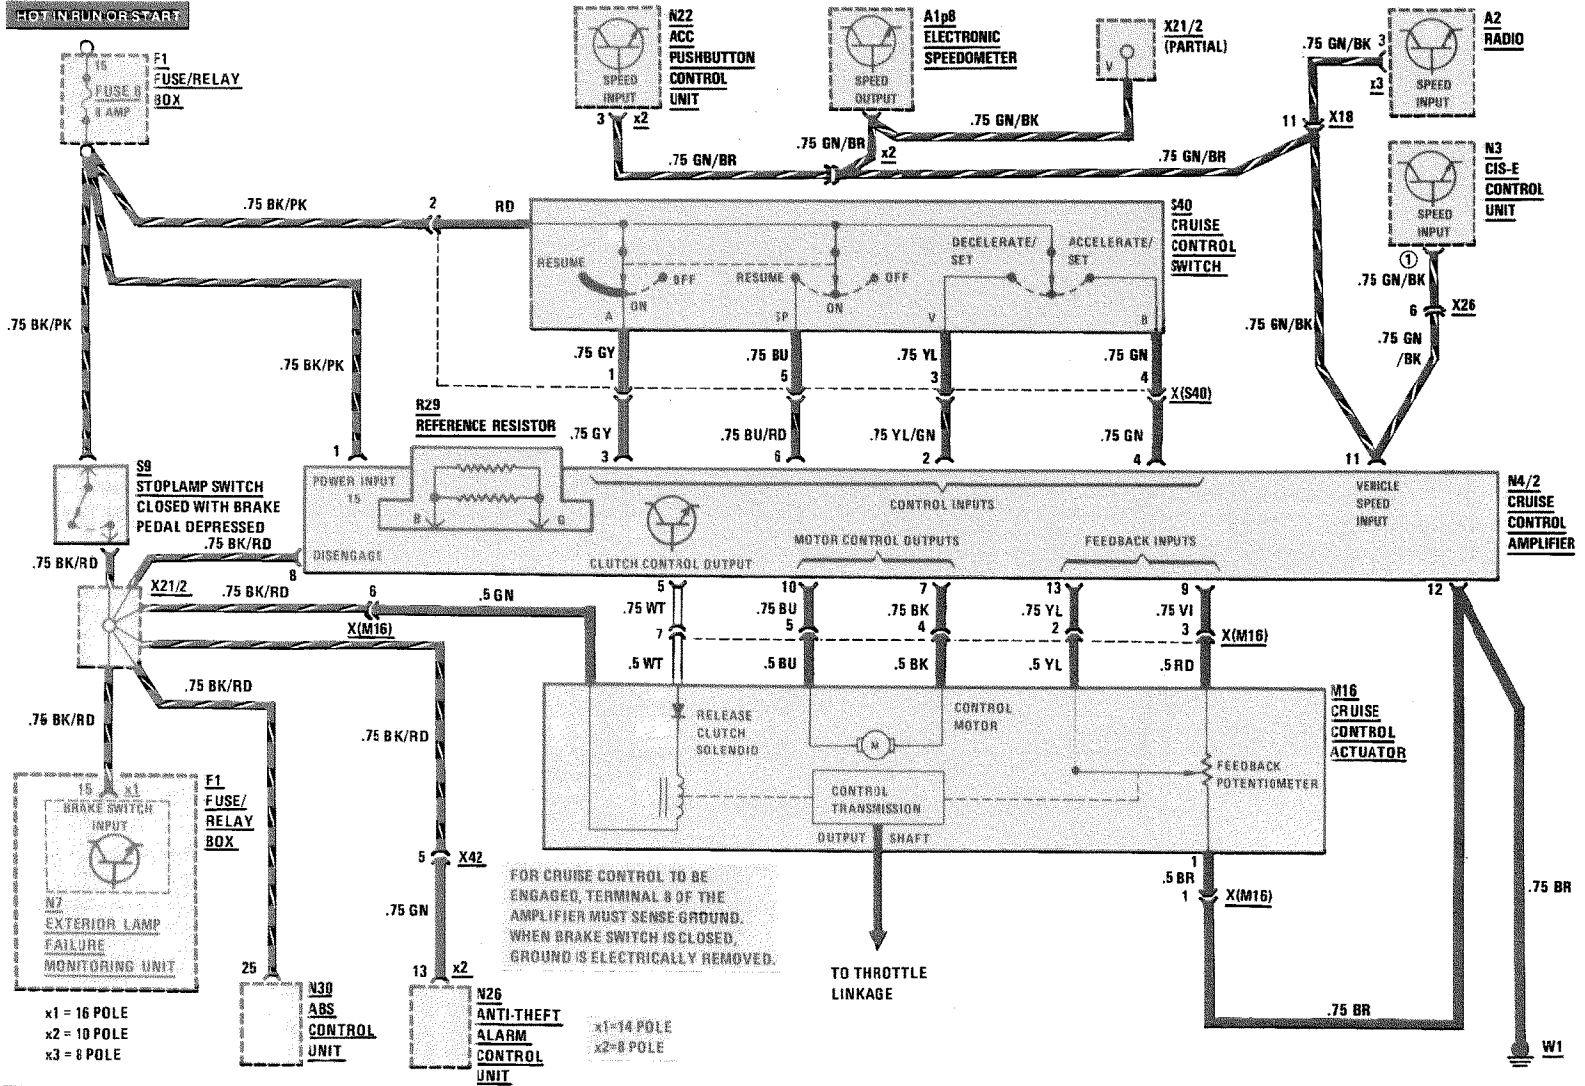 HOT IN RUN OR START
15
FUSE 8
8 AMP
F1
FUSE/RELAY
BOX
SPEED
INPUT
N22
ACC
PUSHBUTTON
CONTROL
UNIT
3
x2
SPEED
OUTPUT
A1p8
ELECTRONIC
SPEEDOMETER
x2
V
X21/2
(PARTIAL)
.75 GN/BK
.75 GN/BR
.75 GN/BR
.75 GN/BR
.75 GN/BK
3
x3
SPEED
INPUT
A2
RADIO
11
X18
SPEED
INPUT
N3
CIS-E
CONTROL
UNIT
1
.75 GN/BK
6
X26
.75 GN
/BK
.75 GN/BK
.75 BK/PK
2
RD
.75 BK/PK
.75 BK/PK
S40
CRUISE
CONTROL
SWITCH
RESUME
OFF
ON
A
RESUME
OFF
ON
SP
DECELERATE/
SET
ACCELERATE/
SET
V
B
.75 GY
.75 BU
.75 YL
.75 GN
1
5
3
4
X(S40)
.75 GY
.75 BU/RD
.75 YL/GN
.75 GN
1
3
6
2
4
11
R29
REFERENCE RESISTOR
S9
STOPLAMP SWITCH
CLOSED WITH BRAKE
PEDAL DEPRESSED
POWER INPUT
15
B
G
CONTROL INPUTS
VEHICLE
SPEED
INPUT
N4/2
CRUISE
CONTROL
AMPLIFIER
DISENGAGE
CLUTCH CONTROL OUTPUT
MOTOR CONTROL OUTPUTS
FEEDBACK INPUTS
.75 BK/RD
.75 BK/RD
8
X21/2
.75 BK/RD
6
.5 GN
X(M16)
5
10
7
13
9
12
.75 WT
.75 BU
.75 BK
.75 YL
.75 VI
7
5
4
2
3
X(M16)
.5 WT
.5 BU
.5 BK
.5 YL
.5 RD
.75 BK/RD
.75 BK/RD
.75 BK/RD
RELEASE
CLUTCH
SOLENOID
CONTROL
MOTOR
M
CONTROL
TRANSMISSION
OUTPUT SHAFT
FEEDBACK
POTENTIOMETER
M16
CRUISE
CONTROL
ACTUATOR
15
x1
BRAKE SWITCH
INPUT
N7
EXTERIOR LAMP
FAILURE
MONITORING UNIT
F1
FUSE/
RELAY
BOX
5
X42
.75 GN
FOR CRUISE CONTROL TO BE
ENGAGED, TERMINAL 8 OF THE
AMPLIFIER MUST SENSE GROUND.
WHEN BRAKE SWITCH IS CLOSED,
GROUND IS ELECTRICALLY REMOVED.
TO THROTTLE
LINKAGE
1
.5 BR
1
X(M16)
.75 BR
.75 BR
W1
25
N30
ABS
CONTROL
UNIT
13
x2
N26
ANTI-THEFT
ALARM
CONTROL
UNIT
x1 = 16 POLE
x2 = 10 POLE
x3 = 8 POLE
x1=14 POLE
x2=8 POLE